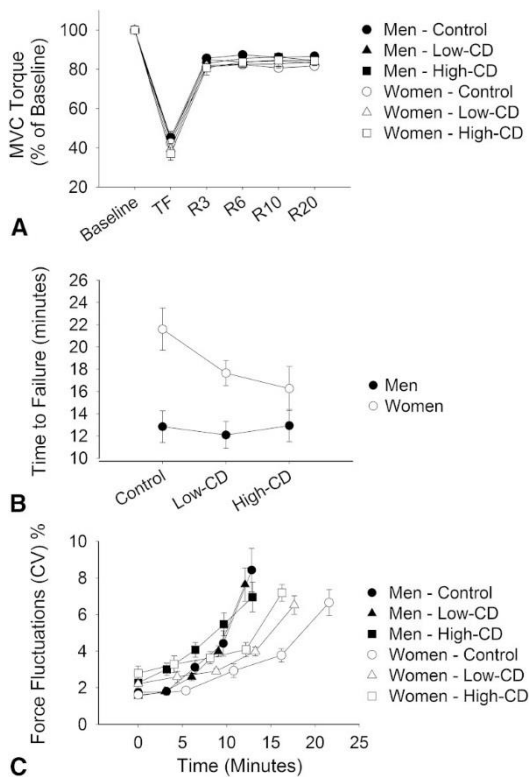 MVC Torque
(% of Baseline)
100
80
60
40
20
Baseline
TF
R3
R6
R10
R20
Men - Control
Men - Low-CD
Men - High-CD
Women - Control
Women - Low-CD
Women - High-CD
A
Time to Failure (minutes)
26
24
22
20
18
16
14
12
10
Control
Low-CD
High-CD
Men
Women
B
Force Fluctuations (CV) %
10
8
6
4
2
0
0
5
10
15
20
25
Time (Minutes)
Men - Control
Men - Low-CD
Men - High-CD
Women - Control
Women - Low-CD
Women - High-CD
C